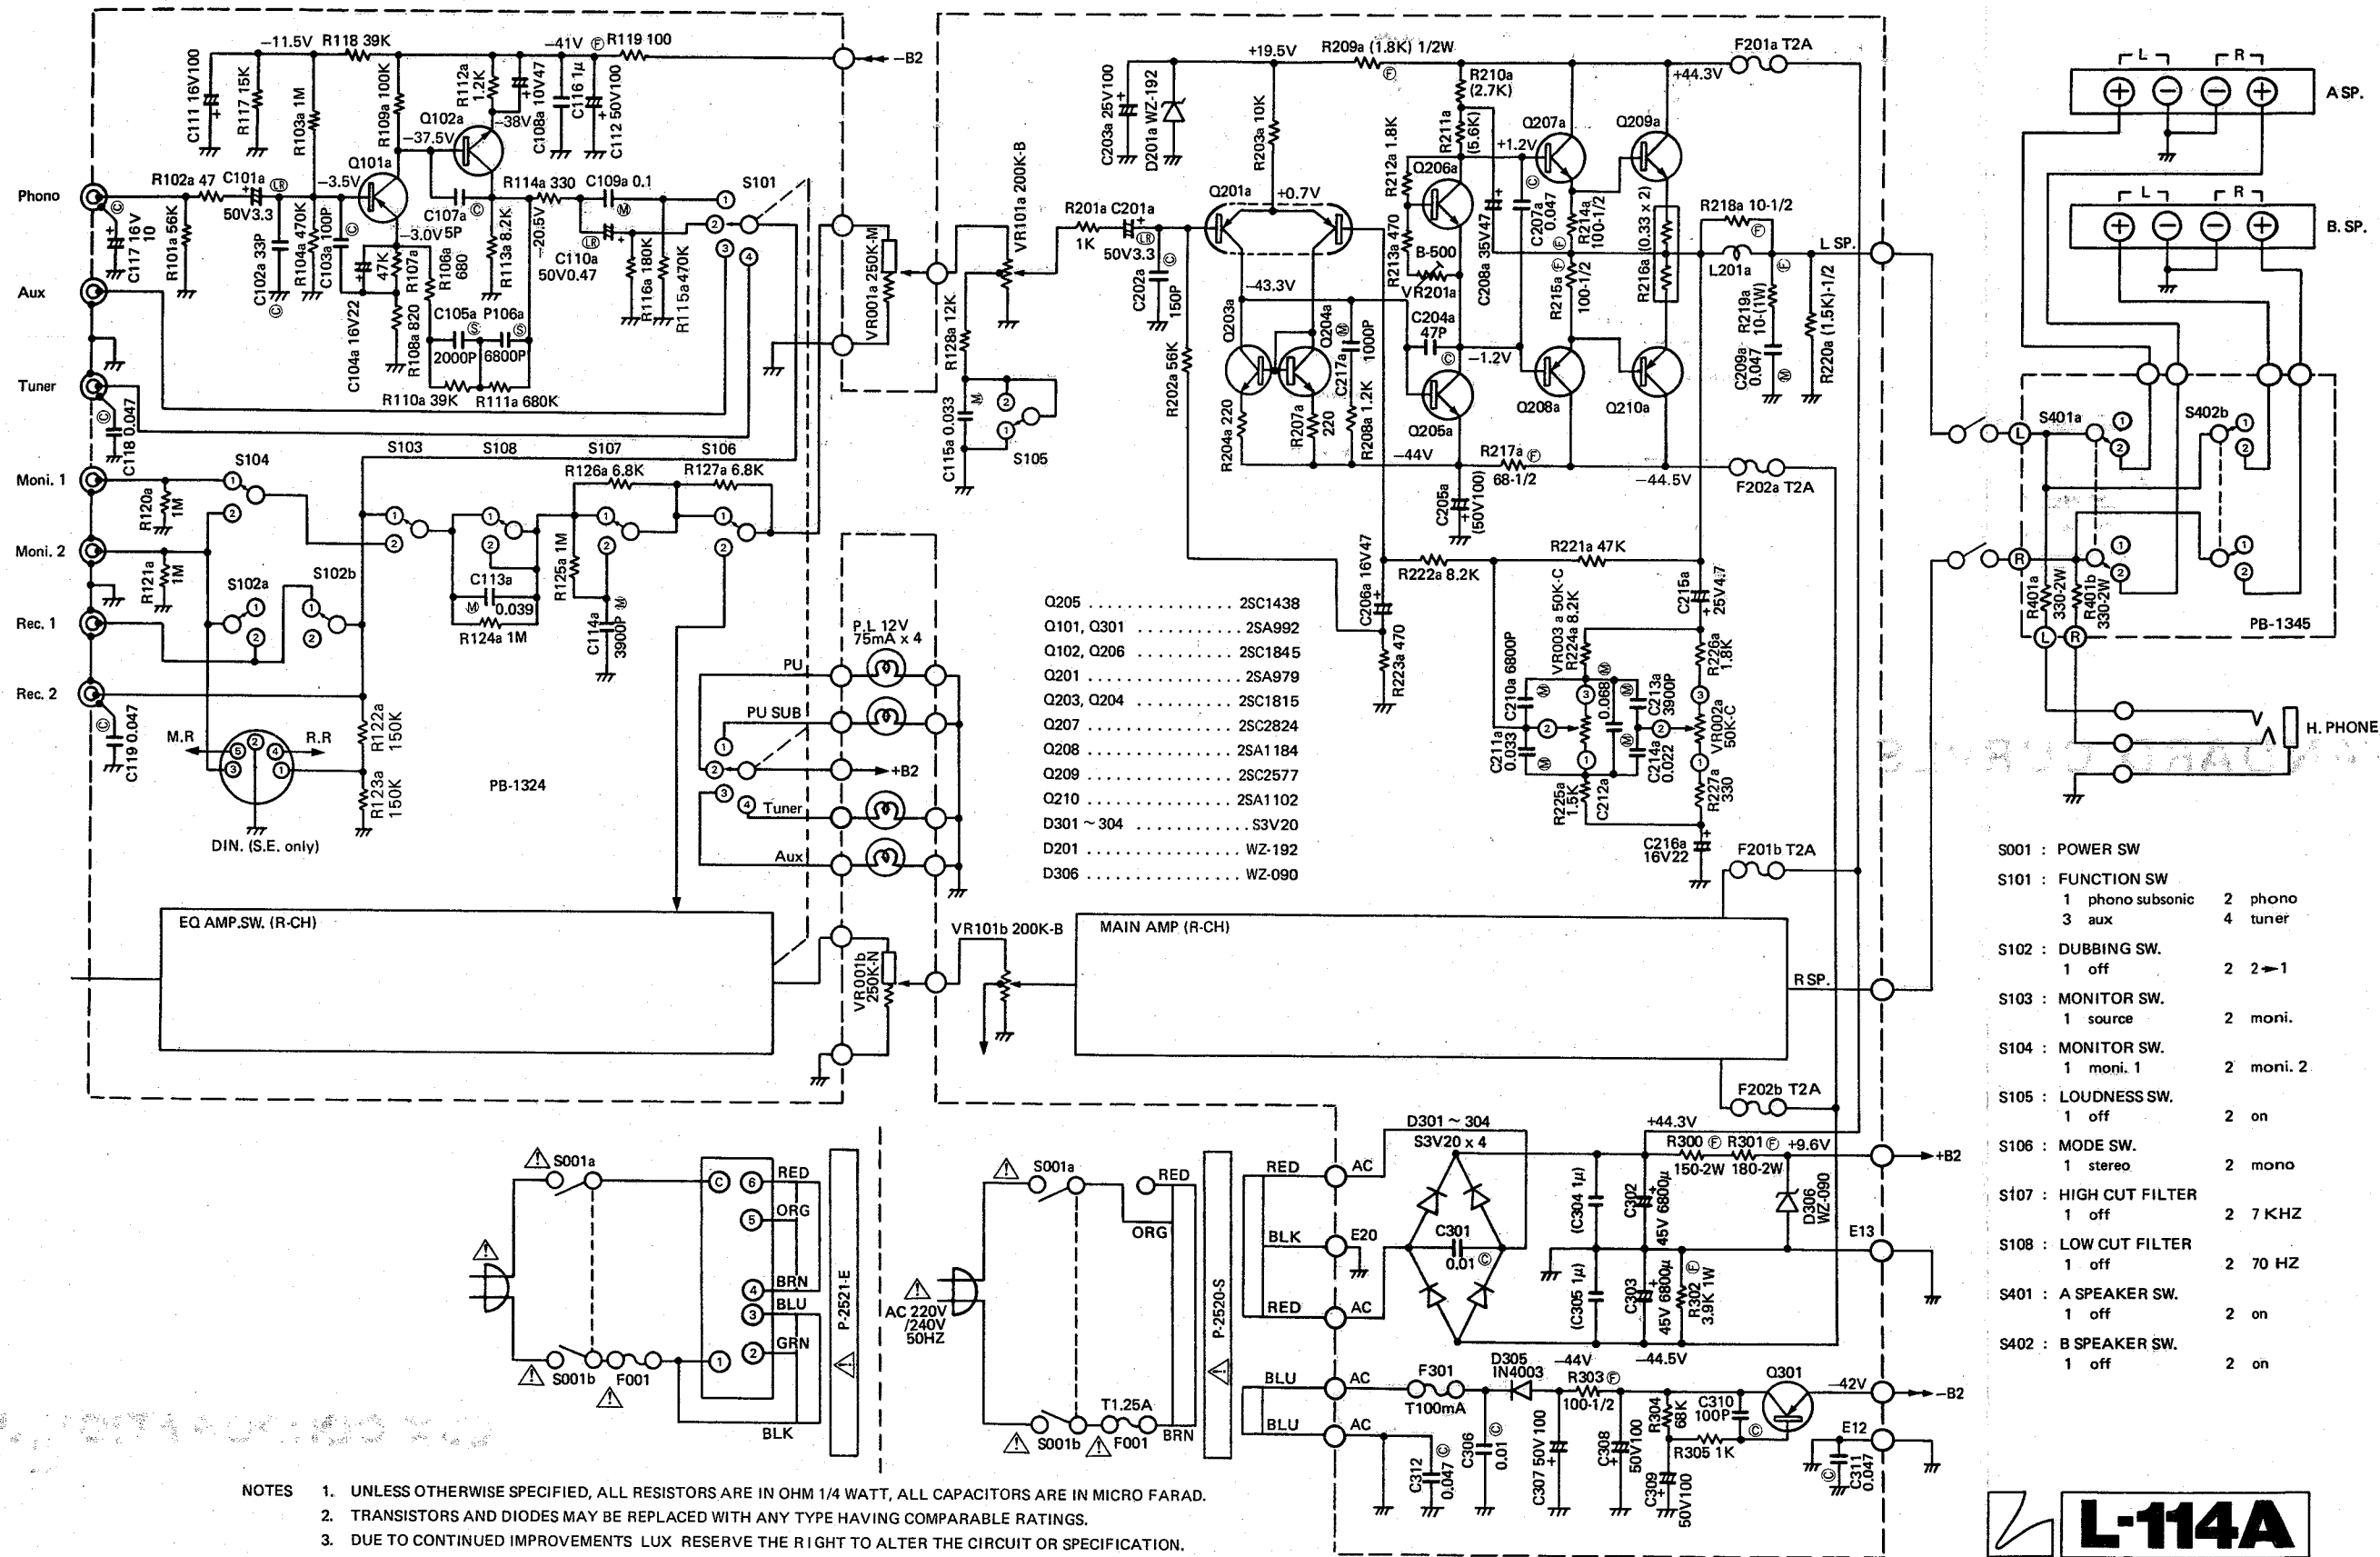 -11.5V
R118 39K
-41V Ⓕ R119 100
-B2
C111 16V100
R117 15K
R103a 1M
R109a 100K
R112a 1.2K
C108a 10V47
C116 1μ
C112 50V100
Q102a
-38V
-37.5V
Q101a
Phono
R102a 47
C101a
50V3.3
-3.5V
R114a 330
C109a 0.1
S101
C117 16V 10
R101a 56K
C102a 33P
R104a 470K
C103a 100P
C107a 5P
-3.0V
47K
R107a
R106a 680
R113a 8.2K
-20.5V
C110a
50V0.47
R116a 180K
R115a 470K
Aux
C104a 16V22
R108a 820
C105a
P106a
2000P
6800P
R110a 39K
R111a 680K
Tuner
C118 0.047
VR001a 250K-M
VR101a 200K-B
R128a 12K
C115a 0.033
S105
S103
S108
S107
S106
S104
R126a 6.8K
R127a 6.8K
Moni. 1
R120a 1M
Moni. 2
R121a 1M
S102a
S102b
C113a
0.039
R124a 1M
R125a 1M
C114a 3900P
Rec. 1
Rec. 2
C119 0.047
M.R
R.R
R122a 150K
R123a 150K
DIN. (S.E. only)
PB-1324
P.L 12V
75mA x 4
PU
PU SUB
+B2
Tuner
Aux
EQ AMP.SW. (R-CH)
VR001b 250K-N
VR101b 200K-B
+19.5V
R209a (1.8K) 1/2W
F201a T2A
+44.3V
C203a 25V100
D201a WZ-192
R203a 10K
R210a
(2.7K)
R211a (5.6K)
R212a 1.8K
Q206a
+1.2V
Q207a
Q209a
Q201a
+0.7V
R201a
1K
C201a
50V3.3
C202a 150P
R213a 470
B-500
VR201a
C208a 35V47
C207a 0.047
R214a 100-1/2
R215a 100-1/2
R216a (0.33 x 2)
R218a 10-1/2
L SP.
L201a
R219a 10-(1W)
C209a 0.047
R220a (1.5K)-1/2
-43.3V
Q203a
Q204a
C217a 1000P
C204a
47P
-1.2V
R202a 56K
R204a 220
R207a 220
R208a 1.2K
Q205a
Q208a
Q210a
-44V
R217a
68-1/2
-44.5V
F202a T2A
C205a (50V100)
C206a 16V47
R222a 8.2K
R221a 47K
R223a 470
C215a 25V4.7
VR003 a 50K-C
R224a 8.2K
C210a 6800P
C211a 0.033
0.068
C213a 3900P
C214a 0.022
C212a
R225a 1.5K
R226a 1.8K
VR002a 50K-C
R227a 330
C216a
16V22
Q205 ............... 2SC1438
Q101, Q301 .......... 2SA992
Q102, Q206 .......... 2SC1845
Q201 ............... 2SA979
Q203, Q204 .......... 2SC1815
Q207 ............... 2SC2824
Q208 ............... 2SA1184
Q209 ............... 2SC2577
Q210 ............... 2SA1102
D301 ~ 304 ........... S3V20
D201 ............... WZ-192
D306 ............... WZ-090
F201b T2A
MAIN AMP (R-CH)
R SP.
F202b T2A
L
R
A SP.
L
R
B. SP.
S401a
S402b
R401a 330-2W
R401b 330-2W
PB-1345
H. PHONE
S001 : POWER SW
S101 : FUNCTION SW
1 phono subsonic 2 phono
3 aux 4 tuner
S102 : DUBBING SW.
1 off 2 2→1
S103 : MONITOR SW.
1 source 2 moni.
S104 : MONITOR SW.
1 moni. 1 2 moni. 2
S105 : LOUDNESS SW.
1 off 2 on
S106 : MODE SW.
1 stereo 2 mono
S107 : HIGH CUT FILTER
1 off 2 7 KHZ
S108 : LOW CUT FILTER
1 off 2 70 HZ
S401 : A SPEAKER SW.
1 off 2 on
S402 : B SPEAKER SW.
1 off 2 on
S001a
S001b
F001
RED
ORG
BRN
BLU
GRN
BLK
P-2521-E
AC 220V
/240V
50HZ
S001a
S001b
T1.25A
F001
RED
ORG
BRN
P-2520-S
RED
BLK
RED
BLU
BLU
AC
E20
AC
AC
AC
D301 ~ 304
S3V20 x 4
C301
0.01
+44.3V
R300 Ⓕ R301 Ⓕ +9.6V
150-2W 180-2W
+B2
(C304 1μ)
C302 45V 6800μ
D306 WZ-090
E13
(C305 1μ)
C303 45V 6800μ
R302 3.9K 1W
-44.5V
F301
T100mA
D305
IN4003
-44V
R303 Ⓕ
100-1/2
Q301
-42V
-B2
C312 0.047
C306 0.01
C307 50V 100
C308 50V100
R304 68K
C310
100P
R305 1K
C309 50V100
E12
C311 0.047
NOTES 1. UNLESS OTHERWISE SPECIFIED, ALL RESISTORS ARE IN OHM 1/4 WATT, ALL CAPACITORS ARE IN MICRO FARAD.
2. TRANSISTORS AND DIODES MAY BE REPLACED WITH ANY TYPE HAVING COMPARABLE RATINGS.
3. DUE TO CONTINUED IMPROVEMENTS LUX RESERVE THE RIGHT TO ALTER THE CIRCUIT OR SPECIFICATION.
L-114A